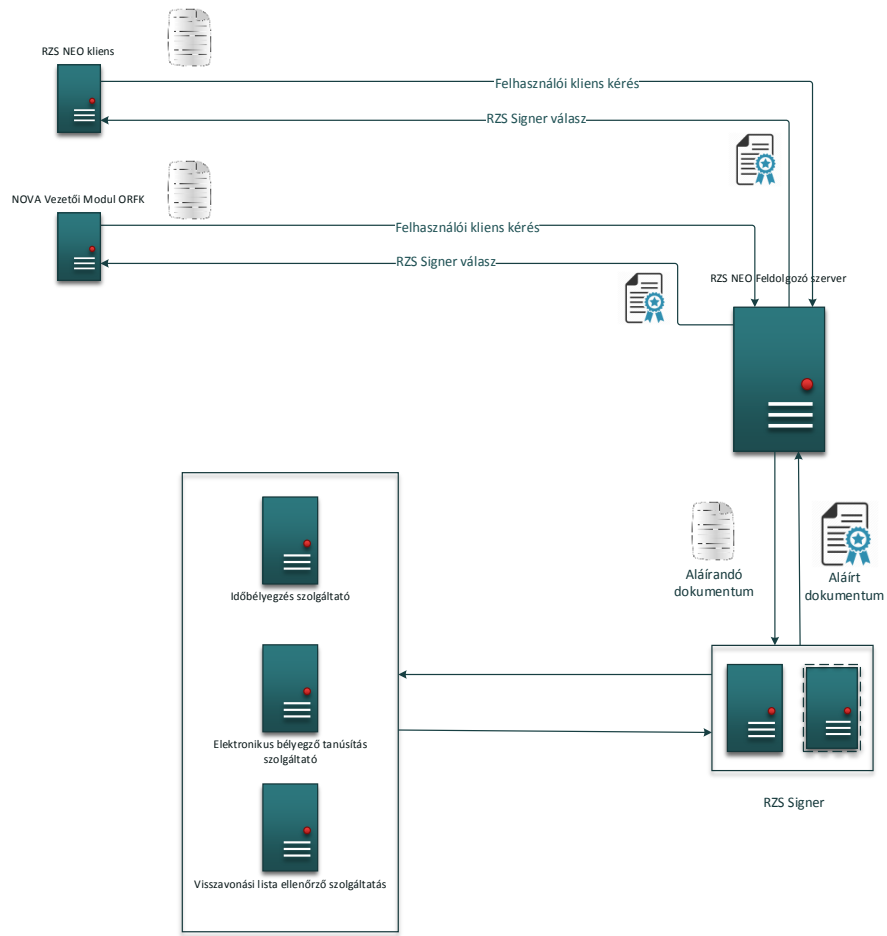 RZS NEO kliens
Felhasználói kliens kérés
RZS Signer válasz
NOVA Vezetői Modul ORFK
Felhasználói kliens kérés
RZS Signer válasz
RZS NEO Feldolgozó szerver
Aláírandó
dokumentum
Aláírt
dokumentum
Időbélyegzés szolgáltató
Elektronikus bélyegző tanúsítás
szolgáltató
Visszavonási lista ellenőrző szolgáltatás
RZS Signer